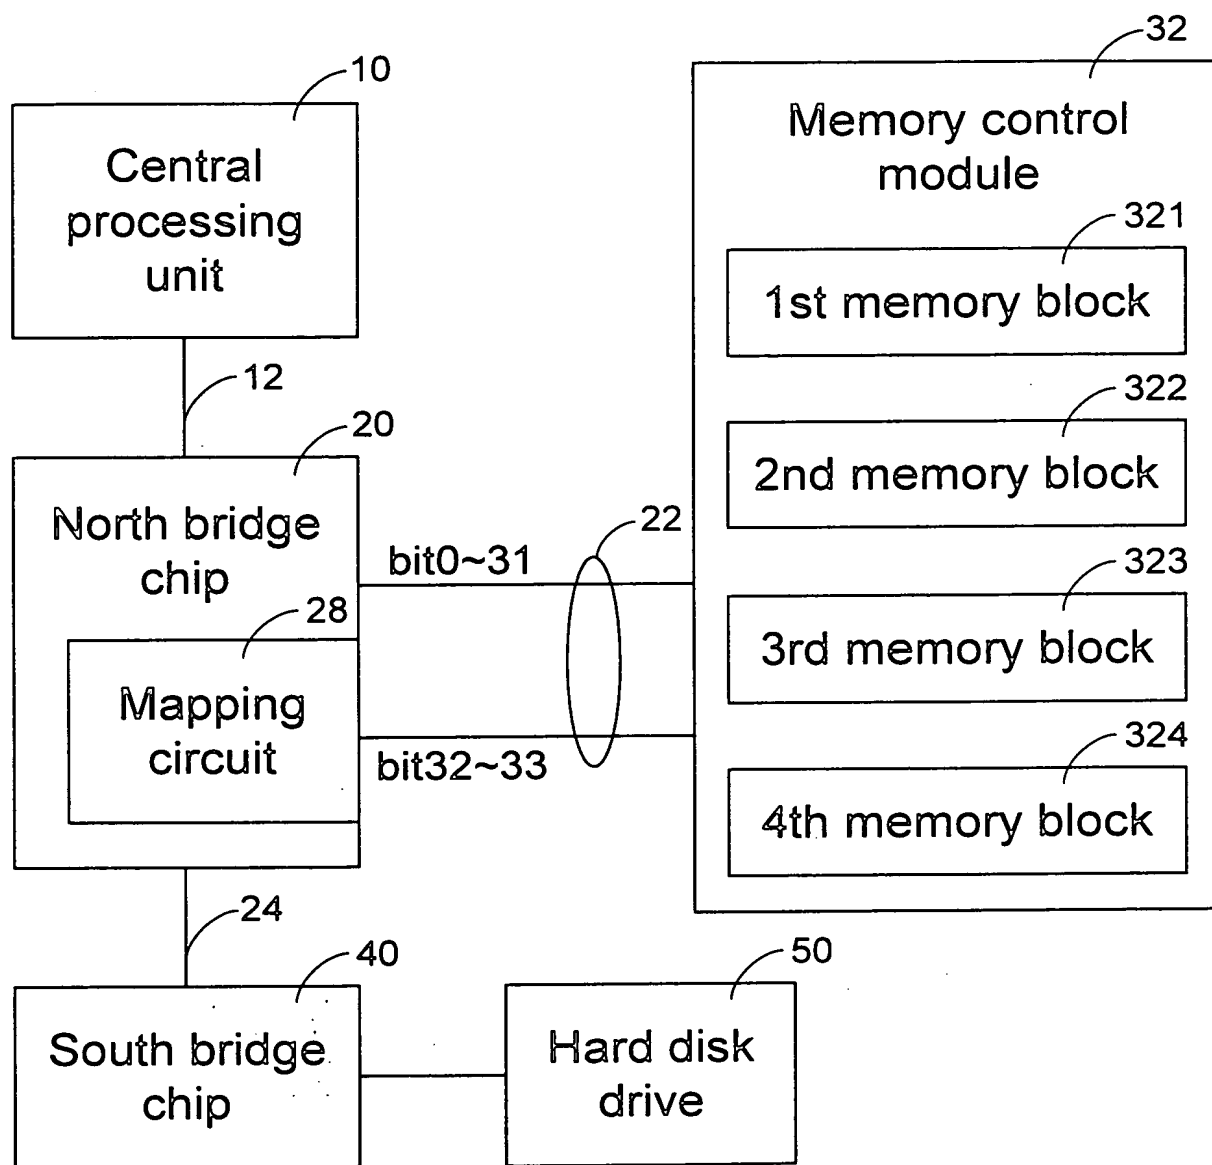 10
Central
processing
unit
12
20
North bridge
chip
28
Mapping
circuit
bit0~31
22
bit32~33
24
40
South bridge
chip
50
Hard disk
drive
32
Memory control
module
321
1st memory block
322
2nd memory block
323
3rd memory block
324
4th memory block